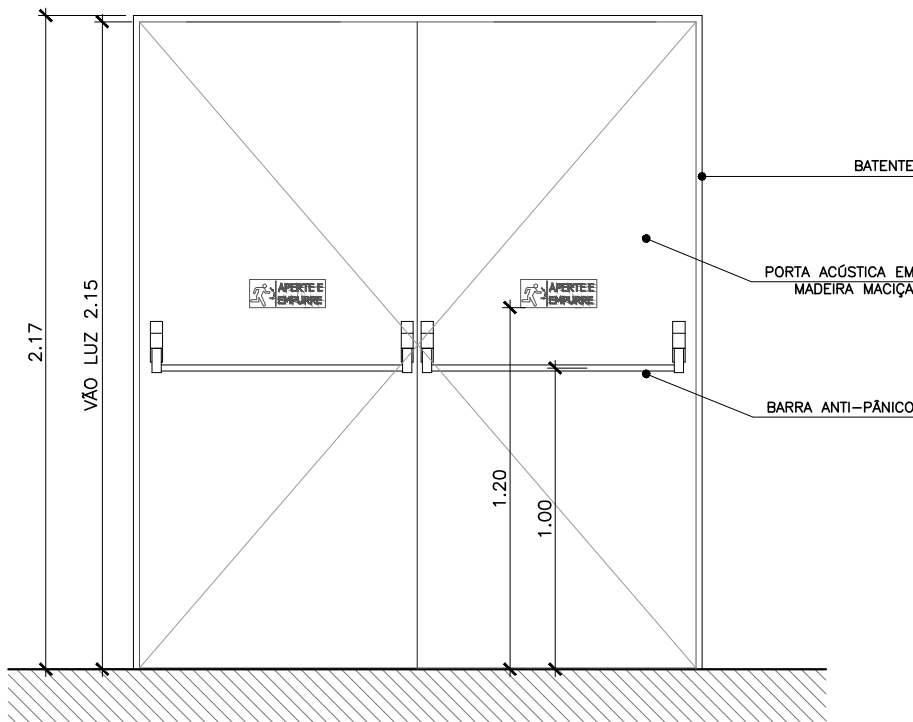 BATENTE
PORTA ACÚSTICA EM
MADEIRA MACIÇA
APERTE E
EMPURRE
APERTE E
EMPURRE
2.17
VÃO LUZ 2.15
BARRA ANTI-PÂNICO
1.20
1.00